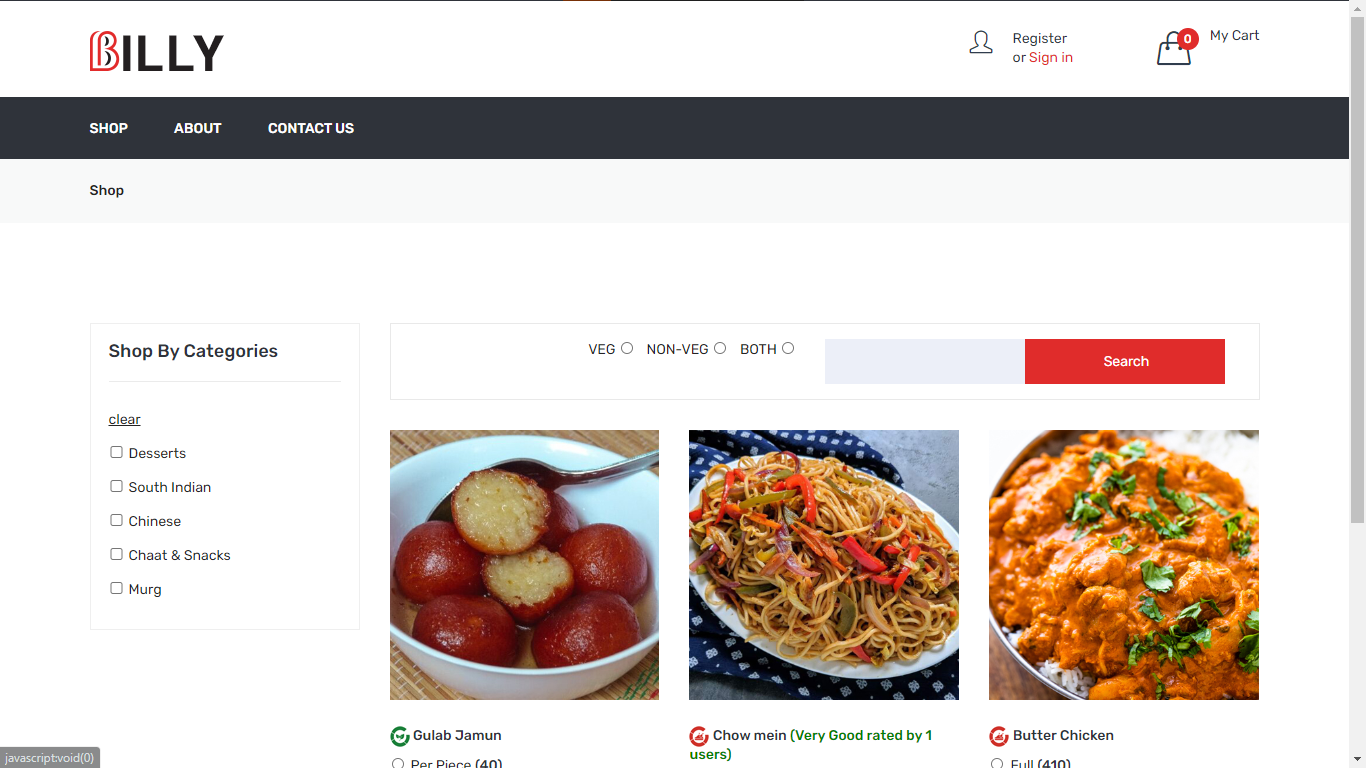 BILLY
Register
or Sign in
0
My Cart
SHOP
ABOUT
CONTACT US
Shop
Shop By Categories
clear
Desserts
South Indian
Chinese
Chaat & Snacks
Murg
VEG NON-VEG BOTH
Search
Gulab Jamun
Per Piece (40)
Chow mein (Very Good rated by 1
users)
Butter Chicken
Full (410)
javascript:void(0)